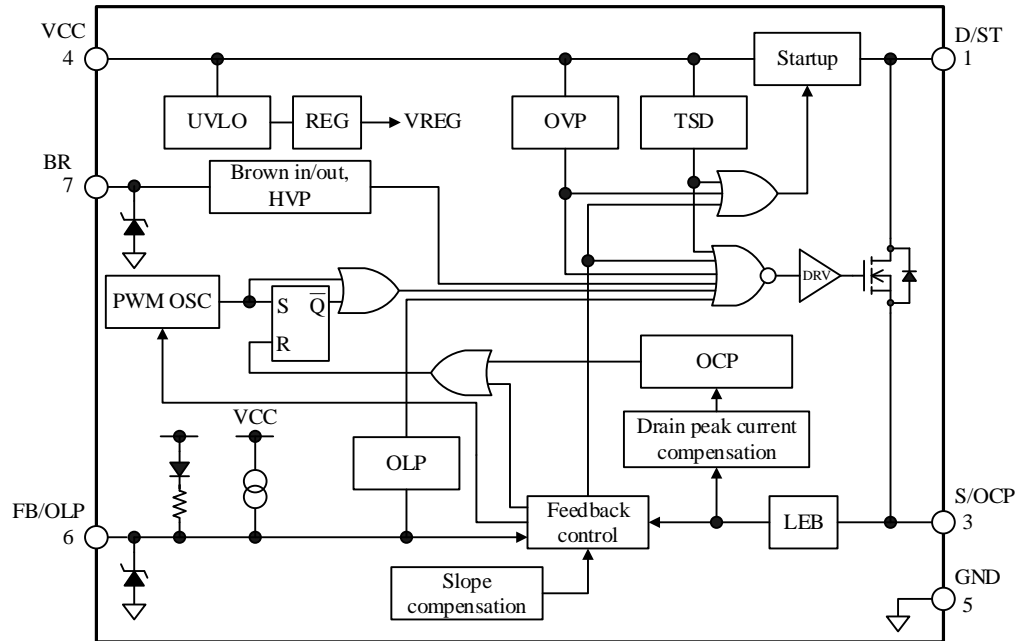 VCC
4
D/ST
1
Startup
UVLO
REG
VREG
OVP
TSD
BR
7
Brown in/out,
HVP
PWM OSC
S
Q
R
DRV
OCP
VCC
Drain peak current
compensation
OLP
FB/OLP
6
Feedback
control
LEB
S/OCP
3
Slope
compensation
GND
5